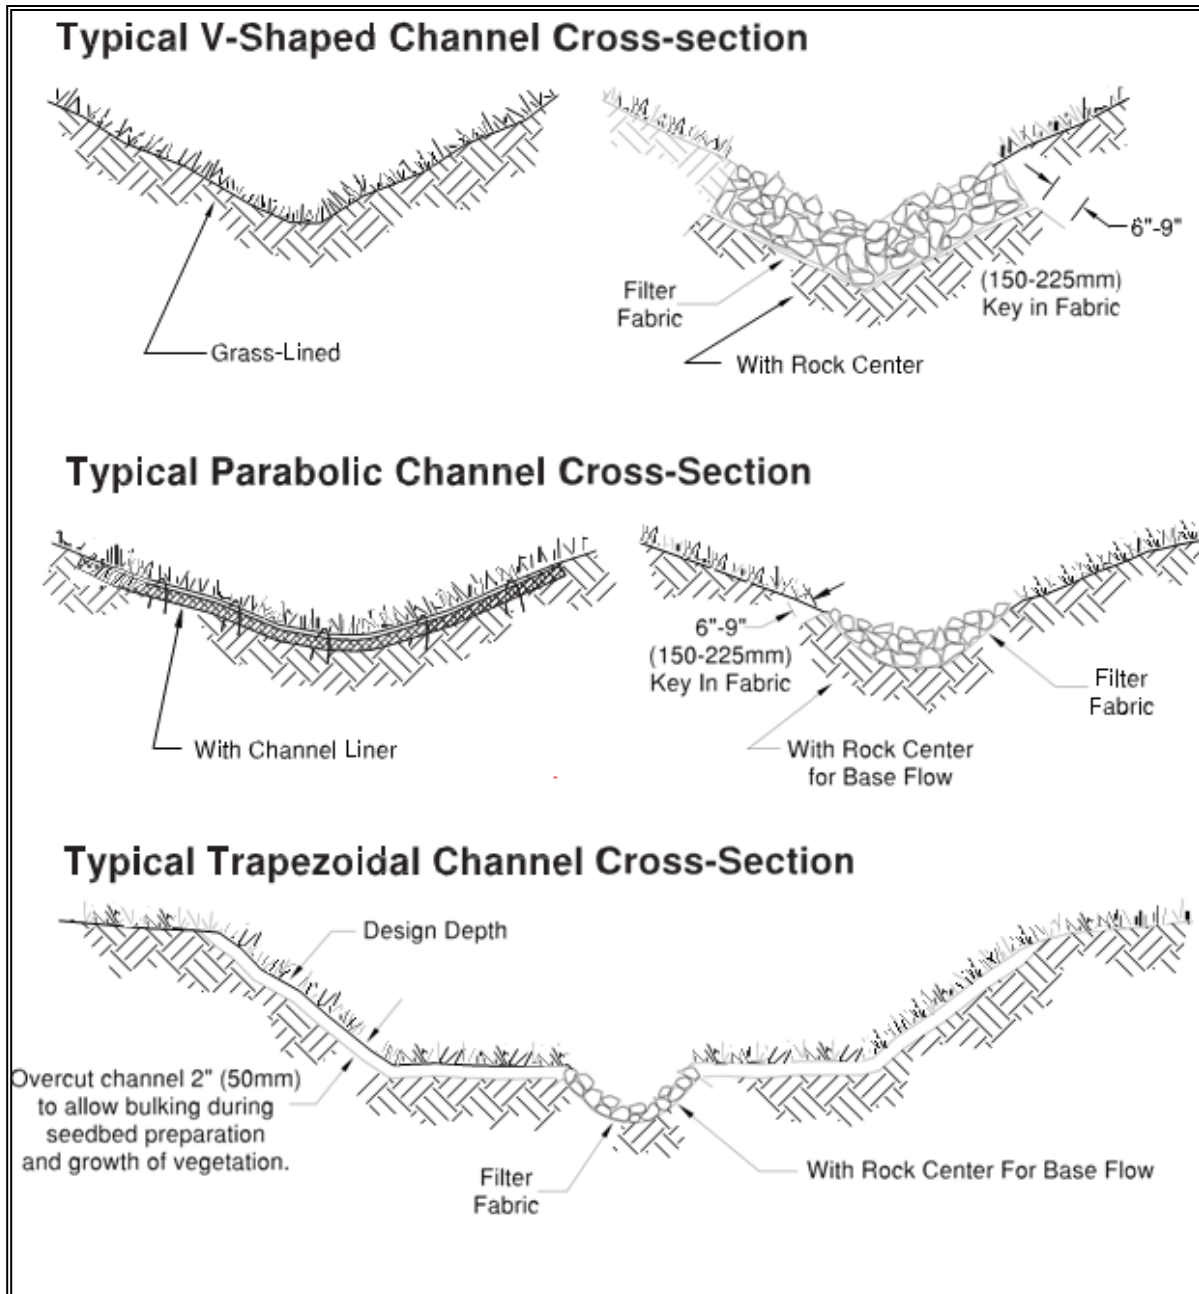 Typical V-Shaped Channel Cross-section
6"-9"
Filter
Fabric
(150-225mm)
Key in Fabric
Grass-Lined
With Rock Center
Typical Parabolic Channel Cross-Section
6"-9"
(150-225mm)
Key In Fabric
Filter
Fabric
With Channel Liner
With Rock Center
for Base Flow
Typical Trapezoidal Channel Cross-Section
Design Depth
Overcut channel 2" (50mm)
to allow bulking during
seedbed preparation
and growth of vegetation.
Filter
Fabric
With Rock Center For Base Flow